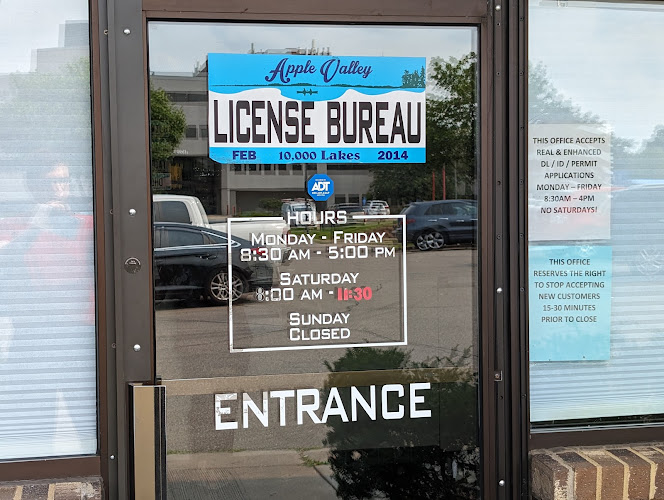 Apple Valley
LICENSE BUREAU
FEB 10,000 Lakes 2014
ADT
HOURS
MONDAY - FRIDAY
8:30 AM - 5:00 PM
SATURDAY
8:00 AM - 11:30
SUNDAY
CLOSED
ENTRANCE
THIS OFFICE ACCEPTS
REAL & ENHANCED
DL / ID / PERMIT
APPLICATIONS
MONDAY – FRIDAY
8:30AM – 4PM
NO SATURDAYS!
THIS OFFICE
RESERVES THE RIGHT
TO STOP ACCEPTING
NEW CUSTOMERS
15-30 MINUTES
PRIOR TO CLOSE